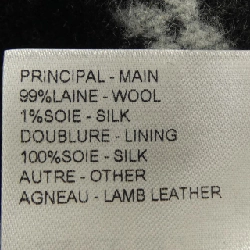 PRINCIPAL - MAIN
99%LAINE - WOOL
1%SOIE - SILK
DOUBLURE - LINING
100%SOIE - SILK
AUTRE - OTHER
AGNEAU - LAMB LEATHER